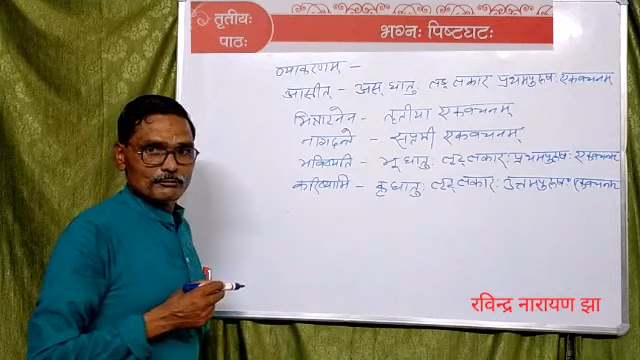 तृतीयः
पाठः
भग्नः पिष्टघटः
व्याकरणम् –
आसीत् - अस् धातुः लङ् लकार प्रथमपुरुषः एकवचनम्
भिक्षाटनेन - तृतीया एकवचनम्
नागदन्ते - सप्तमी एकवचनम्
भविष्यति - भू धातुः लृट् लकारः प्रथमपुरुषः एकवचनम्
करिष्यामि - कृ धातुः लृट् लकारः उत्तमपुरुषः एकवचनम्
रविन्द्र नारायण झा